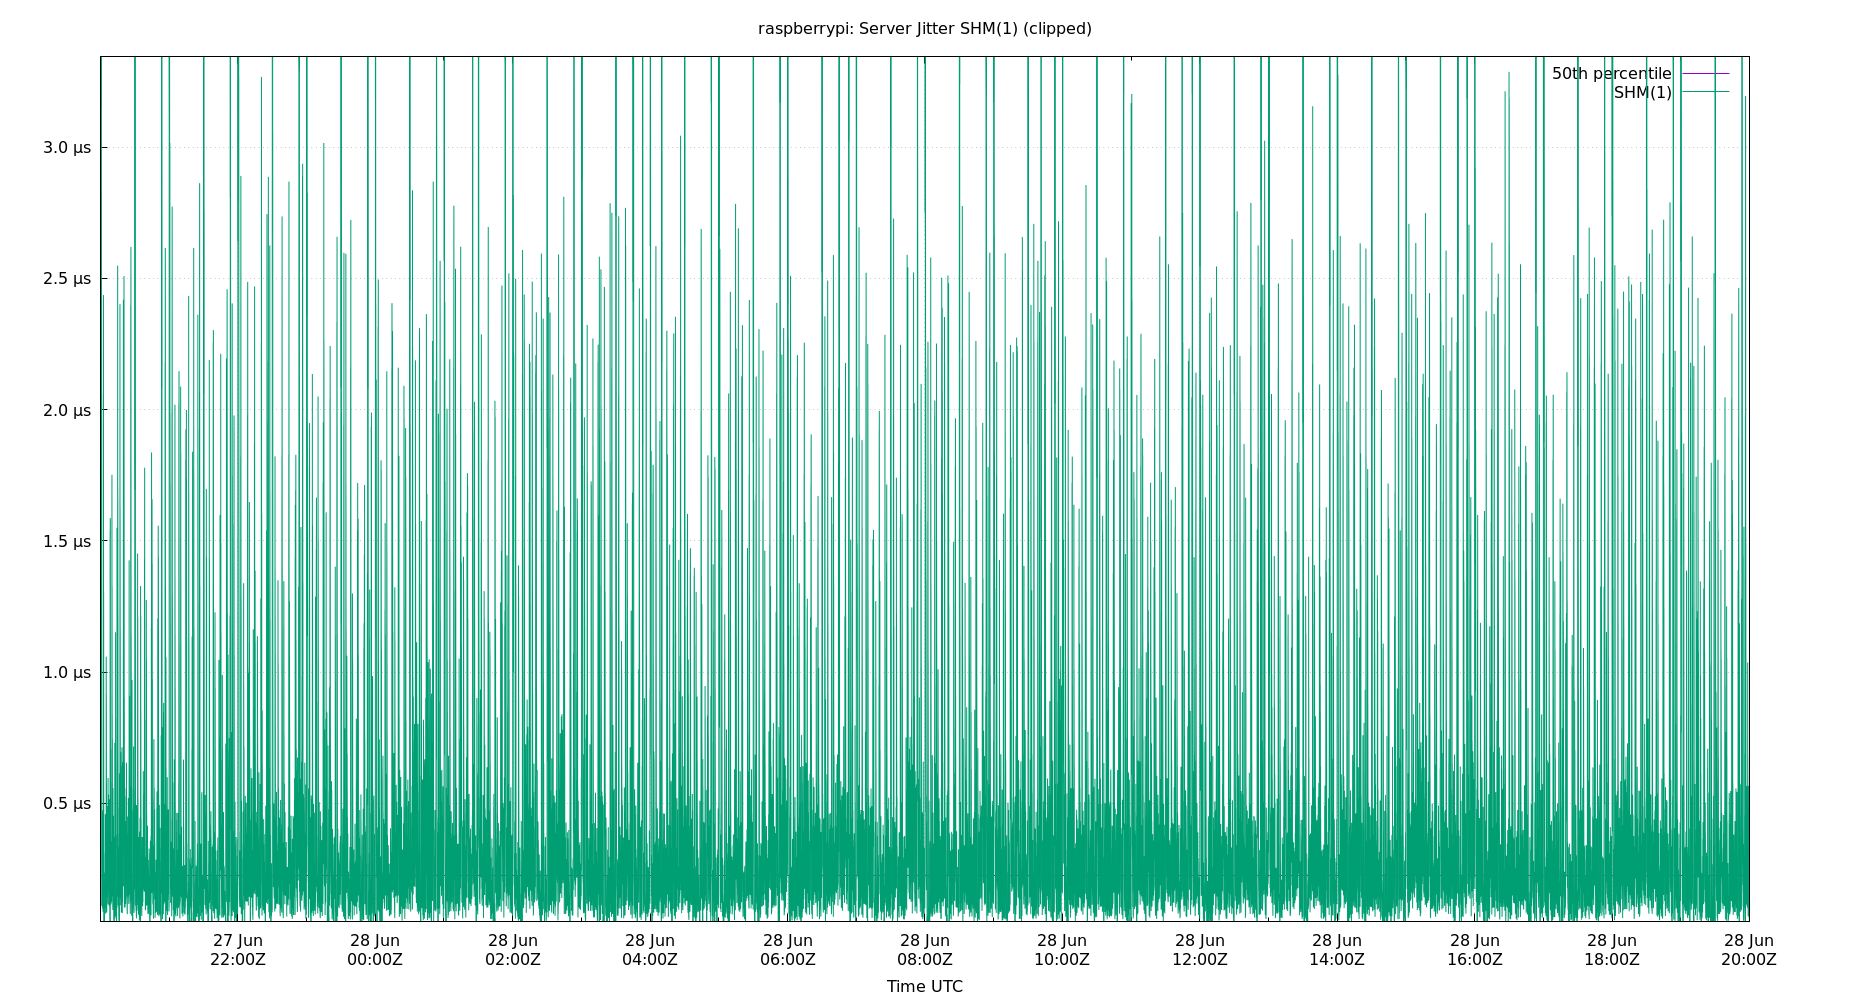 raspberrypi: Server Jitter SHM(1) (clipped)
50th percentile
SHM(1)
3.0 µs
2.5 µs
2.0 µs
1.5 µs
1.0 µs
0.5 µs
27 Jun 28 Jun 28 Jun 28 Jun 28 Jun 28 Jun 28 Jun 28 Jun 28 Jun 28 Jun 28 Jun 28 Jun
22:00Z 00:00Z 02:00Z 04:00Z 06:00Z 08:00Z 10:00Z 12:00Z 14:00Z 16:00Z 18:00Z 20:00Z
Time UTC